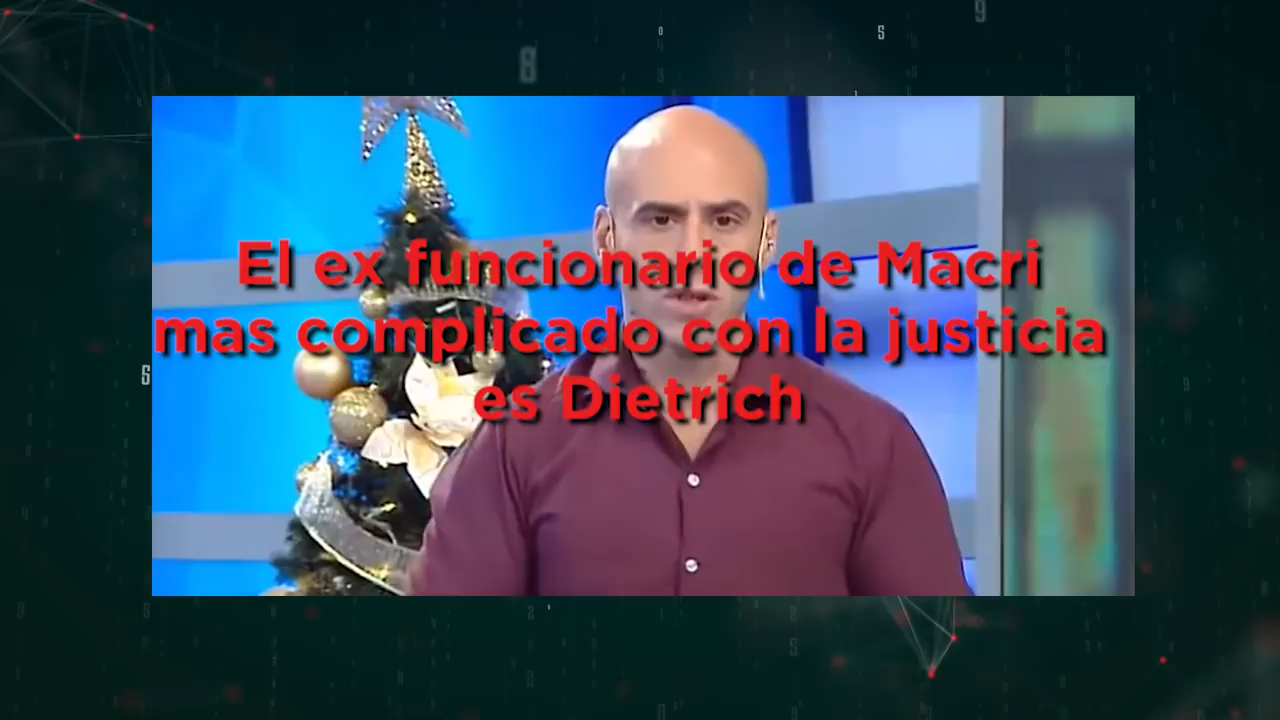 El ex funcionario de Macri
mas complicado con la justicia
es Dietrich